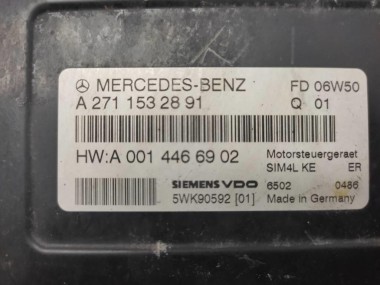 MERCEDES-BENZ FD 06W50
A 271 153 28 91 Q 01
HW:A 001 446 69 02 Motorsteuergeraet
SIM4L KE ER
SIEMENS VDO 6502 0486
5WK90592 [01] Made in Germany